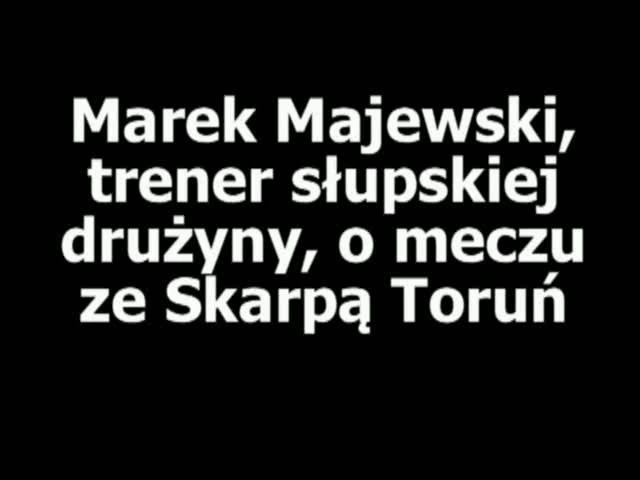 Marek Majewski,
trener słupskiej
drużyny, o meczu
ze Skarpą Toruń